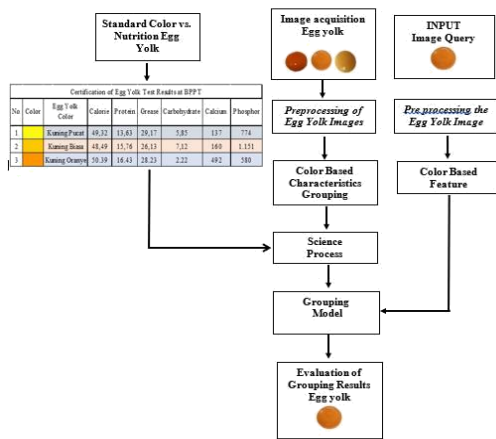 Standard Color vs.
Nutrition Egg
Yolk
Image acquisition
Egg yolk
INPUT
Image Query
Certification of Egg Yolk Test Results at BPPT
No Color Egg Yolk Color Calorie Protein Grease Carbohydrate Calcium Phosphor
1 Kuning Pucat 49,32 13,63 29,17 5,85 137 774
2 Kuning Biasa 48,49 15,76 26,13 7,12 160 1.151
3 Kuning Oranye 50.39 16.43 28.23 2.22 492 580
Preprocessing of
Egg Yolk Images
Pre processing the
Egg Yolk Image
Color Based
Characteristics
Grouping
Color Based
Feature
Science
Process
Grouping
Model
Evaluation of
Grouping Results
Egg yolk